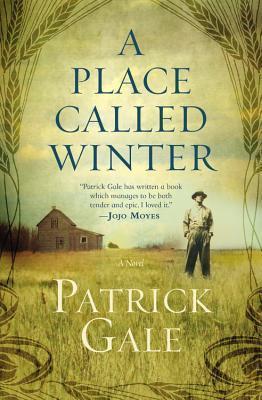 A
PLACE
CALLED
WINTER
“Patrick Gale has written a book
which manages to be both
tender and epic. I loved it.”
—Jojo Moyes
A Novel
PATRICK
GALE